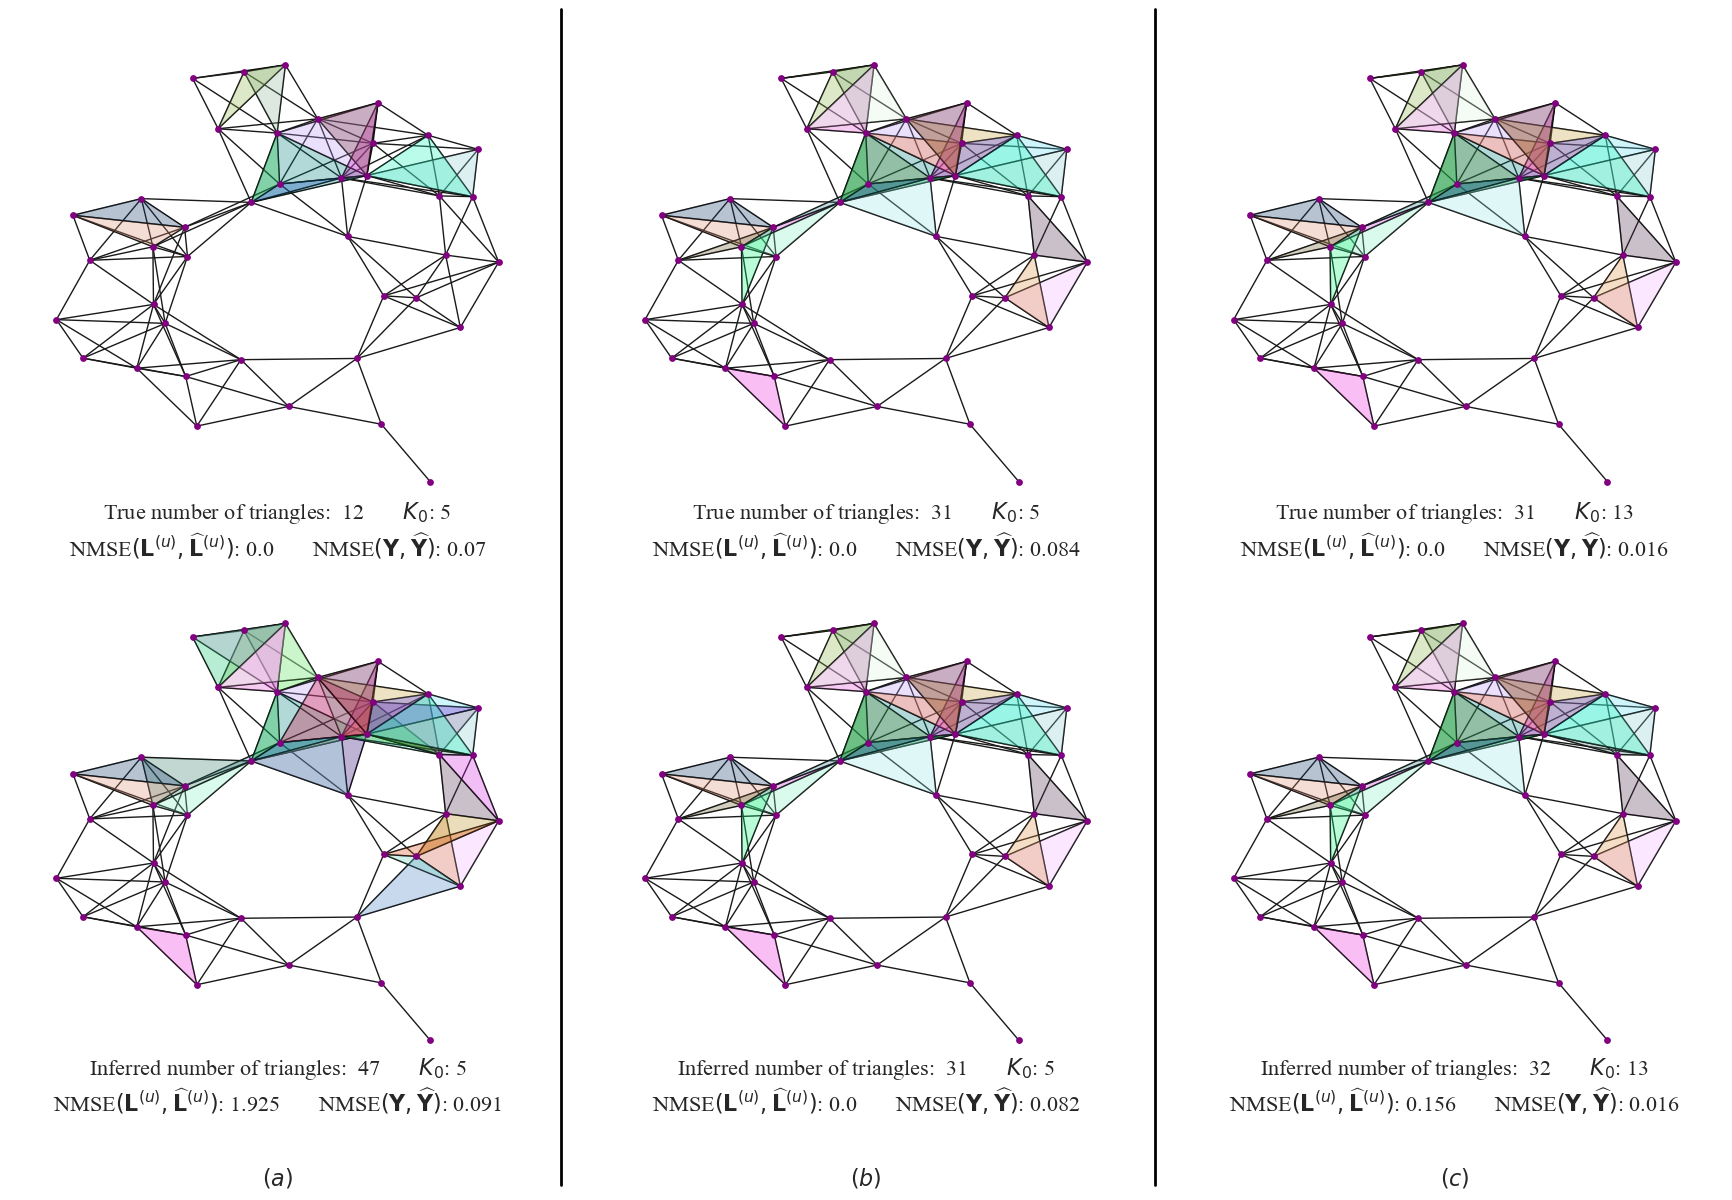 True number of triangles: 12 K₀: 5
NMSE(𝐋⁽ᵘ⁾, 𝐋̂⁽ᵘ⁾): 0.0 NMSE(𝐘, 𝐘̂): 0.07
True number of triangles: 31 K₀: 5
NMSE(𝐋⁽ᵘ⁾, 𝐋̂⁽ᵘ⁾): 0.0 NMSE(𝐘, 𝐘̂): 0.084
True number of triangles: 31 K₀: 13
NMSE(𝐋⁽ᵘ⁾, 𝐋̂⁽ᵘ⁾): 0.0 NMSE(𝐘, 𝐘̂): 0.016
Inferred number of triangles: 47 K₀: 5
NMSE(𝐋⁽ᵘ⁾, 𝐋̂⁽ᵘ⁾): 1.925 NMSE(𝐘, 𝐘̂): 0.091
Inferred number of triangles: 31 K₀: 5
NMSE(𝐋⁽ᵘ⁾, 𝐋̂⁽ᵘ⁾): 0.0 NMSE(𝐘, 𝐘̂): 0.082
Inferred number of triangles: 32 K₀: 13
NMSE(𝐋⁽ᵘ⁾, 𝐋̂⁽ᵘ⁾): 0.156 NMSE(𝐘, 𝐘̂): 0.016
(a)
(b)
(c)